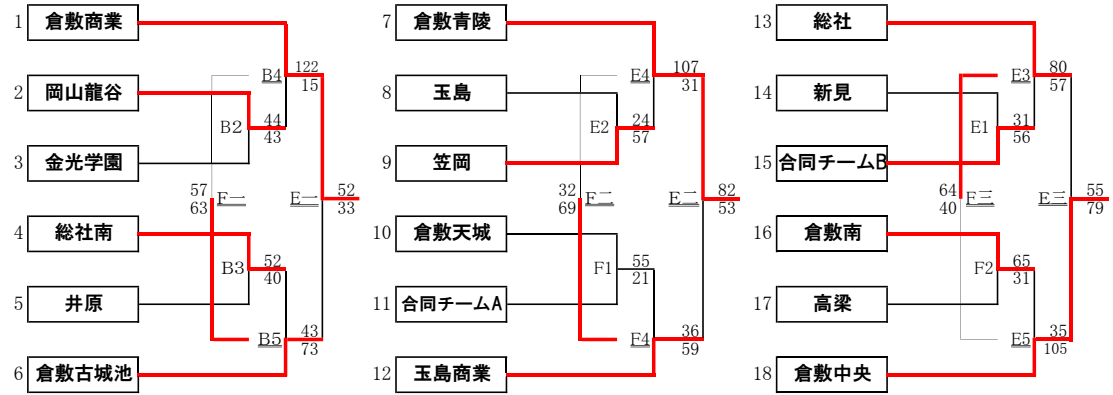 1 倉敷商業
B4 122
15
2 岡山龍谷
B2 44
43
3 金光学園
57
63 F一
E一 52
33
4 総社南
B3 52
40
5 井原
B5 43
73
6 倉敷古城池
7 倉敷青陵
E4 107
31
8 玉島
E2 24
57
9 笠岡
32
69 F二
E二 82
53
10 倉敷天城
F1 55
21
11 合同チームA
F4 36
59
12 玉島商業
13 総社
E3 80
57
14 新見
E1 31
56
15 合同チームB
64
40 F三
E三 55
79
16 倉敷南
F2 65
31
17 高梁
E5 35
105
18 倉敷中央